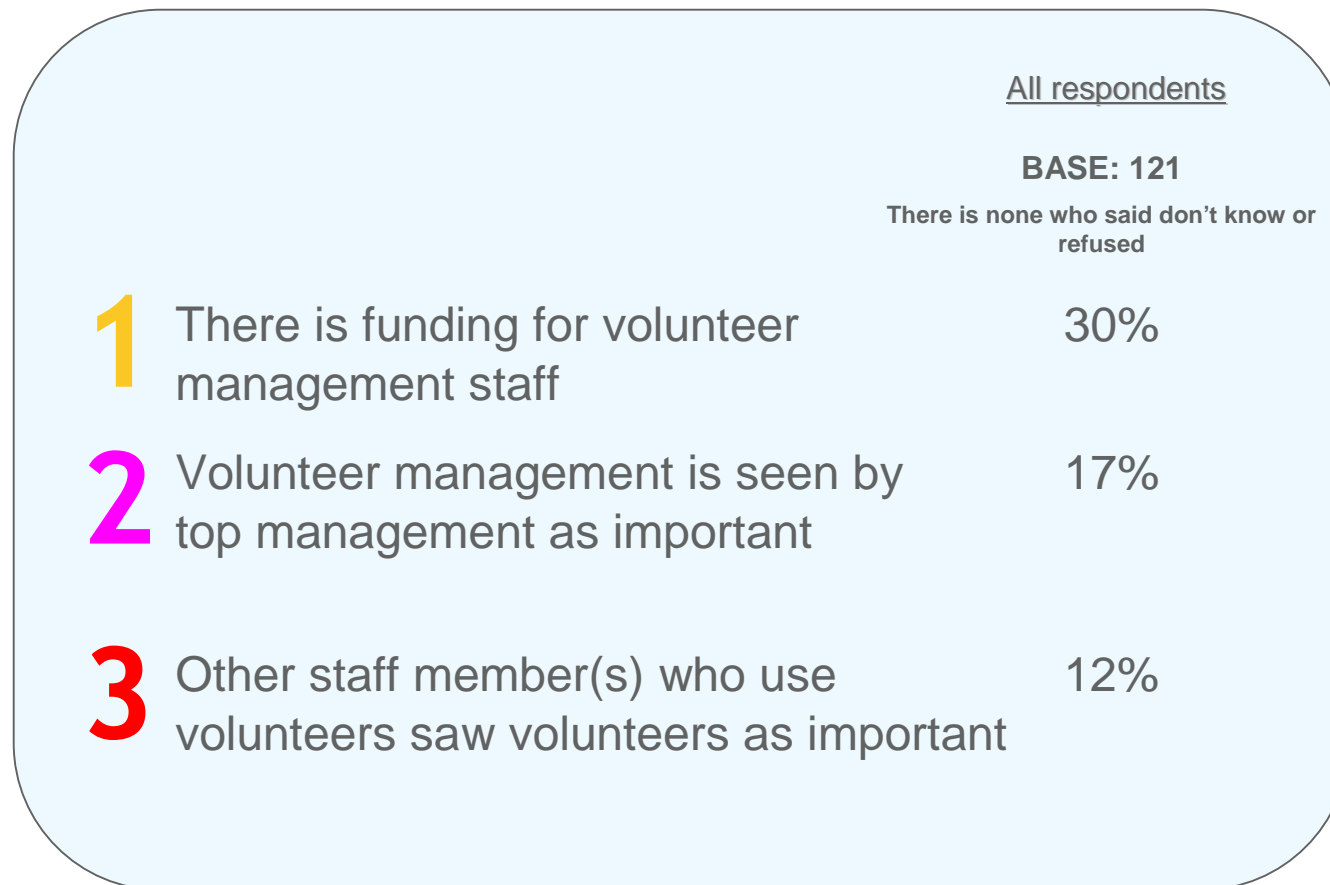 All respondents
BASE: 121
There is none who said don’t know or
refused
1 There is funding for volunteer 30%
management staff
2 Volunteer management is seen by 17%
top management as important
3 Other staff member(s) who use 12%
volunteers saw volunteers as important